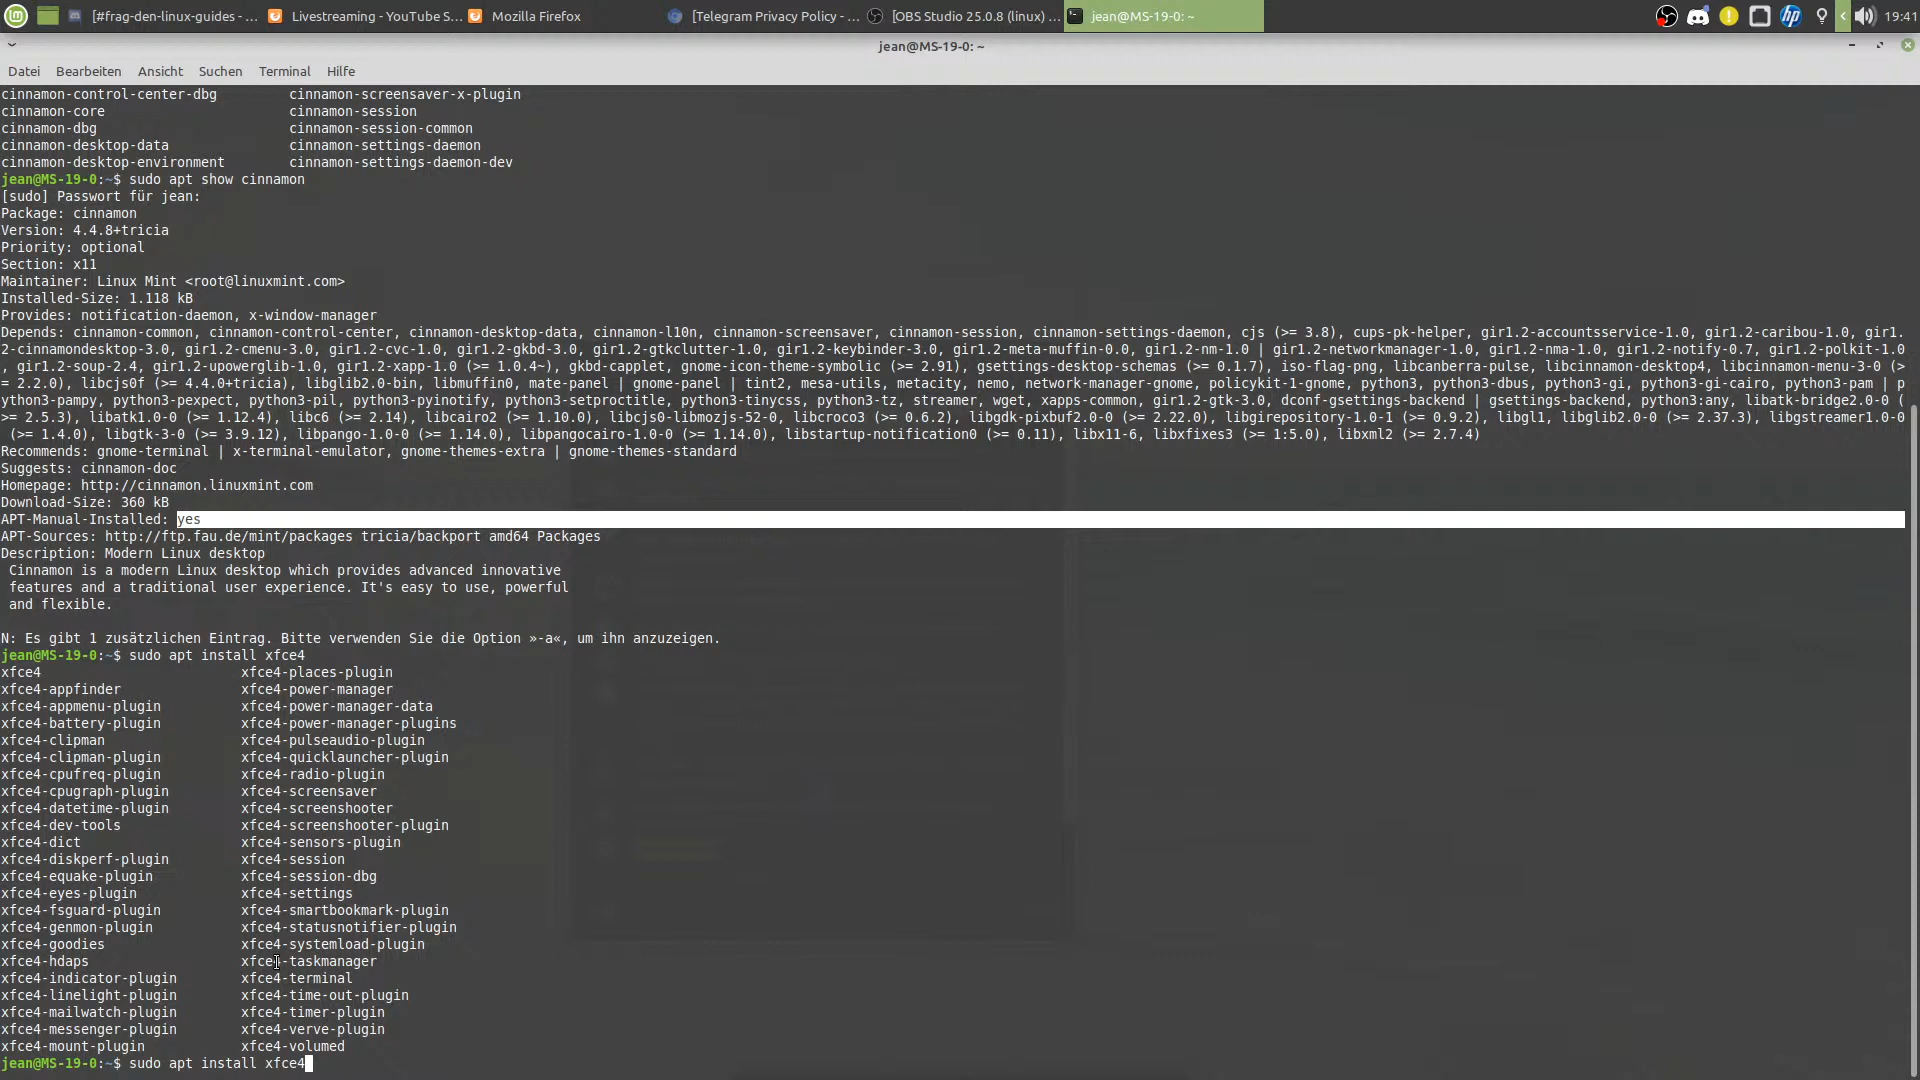 [#frag-den-linux-guides - ...
Livestreaming - YouTube S...
Mozilla Firefox
[Telegram Privacy Policy - ...
[OBS Studio 25.0.8 (linux) ...
jean@MS-19-0: ~
19:41
jean@MS-19-0: ~
Datei Bearbeiten Ansicht Suchen Terminal Hilfe
cinnamon-control-center-dbg cinnamon-screensaver-x-plugin
cinnamon-core cinnamon-session
cinnamon-dbg cinnamon-session-common
cinnamon-desktop-data cinnamon-settings-daemon
cinnamon-desktop-environment cinnamon-settings-daemon-dev
jean@MS-19-0:~$ sudo apt show cinnamon
[sudo] Passwort für jean:
Package: cinnamon
Version: 4.4.8+tricia
Priority: optional
Section: x11
Maintainer: Linux Mint <root@linuxmint.com>
Installed-Size: 1.118 kB
Provides: notification-daemon, x-window-manager
Depends: cinnamon-common, cinnamon-control-center, cinnamon-desktop-data, cinnamon-l10n, cinnamon-screensaver, cinnamon-session, cinnamon-settings-daemon, cjs (>= 3.8), cups-pk-helper, gir1.2-accountsservice-1.0, gir1.2-caribou-1.0, gir1.
2-cinnamondesktop-3.0, gir1.2-cmenu-3.0, gir1.2-cvc-1.0, gir1.2-gkbd-3.0, gir1.2-gtkclutter-1.0, gir1.2-keybinder-3.0, gir1.2-meta-muffin-0.0, gir1.2-nm-1.0 | gir1.2-networkmanager-1.0, gir1.2-nma-1.0, gir1.2-notify-0.7, gir1.2-polkit-1.0
, gir1.2-soup-2.4, gir1.2-upowerglib-1.0, gir1.2-xapp-1.0 (>= 1.0.4~), gkbd-capplet, gnome-icon-theme-symbolic (>= 2.91), gsettings-desktop-schemas (>= 0.1.7), iso-flag-png, libcanberra-pulse, libcinnamon-desktop4, libcinnamon-menu-3-0 (>
= 2.2.0), libcjs0f (>= 4.4.0+tricia), libglib2.0-bin, libmuffin0, mate-panel | gnome-panel | tint2, mesa-utils, metacity, nemo, network-manager-gnome, policykit-1-gnome, python3, python3-dbus, python3-gi, python3-gi-cairo, python3-pam | p
ython3-pampy, python3-pexpect, python3-pil, python3-pyinotify, python3-setproctitle, python3-tinycss, python3-tz, streamer, wget, xapps-common, gir1.2-gtk-3.0, dconf-gsettings-backend | gsettings-backend, python3:any, libatk-bridge2.0-0 (
>= 2.5.3), libatk1.0-0 (>= 1.12.4), libc6 (>= 2.14), libcairo2 (>= 1.10.0), libcjs0-libmozjs-52-0, libcroco3 (>= 0.6.2), libgdk-pixbuf2.0-0 (>= 2.22.0), libgirepository-1.0-1 (>= 0.9.2), libgl1, libglib2.0-0 (>= 2.37.3), libgstreamer1.0-0
 (>= 1.4.0), libgtk-3-0 (>= 3.9.12), libpango-1.0-0 (>= 1.14.0), libpangocairo-1.0-0 (>= 1.14.0), libstartup-notification0 (>= 0.11), libx11-6, libxfixes3 (>= 1:5.0), libxml2 (>= 2.7.4)
Recommends: gnome-terminal | x-terminal-emulator, gnome-themes-extra | gnome-themes-standard
Suggests: cinnamon-doc
Homepage: http://cinnamon.linuxmint.com
Download-Size: 360 kB
APT-Manual-Installed: yes
APT-Sources: http://ftp.fau.de/mint/packages tricia/backport amd64 Packages
Description: Modern Linux desktop
 Cinnamon is a modern Linux desktop which provides advanced innovative
 features and a traditional user experience. It's easy to use, powerful
 and flexible.
N: Es gibt 1 zusätzlichen Eintrag. Bitte verwenden Sie die Option »-a«, um ihn anzuzeigen.
jean@MS-19-0:~$ sudo apt install xfce4
xfce4 xfce4-places-plugin
xfce4-appfinder xfce4-power-manager
xfce4-appmenu-plugin xfce4-power-manager-data
xfce4-battery-plugin xfce4-power-manager-plugins
xfce4-clipman xfce4-pulseaudio-plugin
xfce4-clipman-plugin xfce4-quicklauncher-plugin
xfce4-cpufreq-plugin xfce4-radio-plugin
xfce4-cpugraph-plugin xfce4-screensaver
xfce4-datetime-plugin xfce4-screenshooter
xfce4-dev-tools xfce4-screenshooter-plugin
xfce4-dict xfce4-sensors-plugin
xfce4-diskperf-plugin xfce4-session
xfce4-equake-plugin xfce4-session-dbg
xfce4-eyes-plugin xfce4-settings
xfce4-fsguard-plugin xfce4-smartbookmark-plugin
xfce4-genmon-plugin xfce4-statusnotifier-plugin
xfce4-goodies xfce4-systemload-plugin
xfce4-hdaps xfce4-taskmanager
xfce4-indicator-plugin xfce4-terminal
xfce4-linelight-plugin xfce4-time-out-plugin
xfce4-mailwatch-plugin xfce4-timer-plugin
xfce4-messenger-plugin xfce4-verve-plugin
xfce4-mount-plugin xfce4-volumed
jean@MS-19-0:~$ sudo apt install xfce4